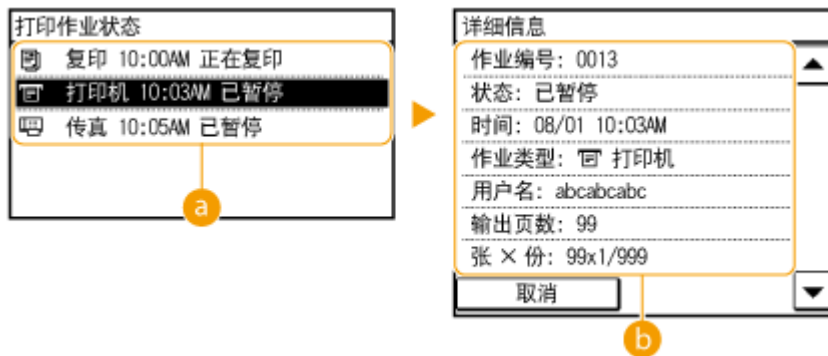 打印作业状态
复印 10:00AM 正在复印
打印机 10:03AM 已暂停
传真 10:05AM 已暂停
a
详细信息
作业编号: 0013
状态: 已暂停
时间: 08/01 10:03AM
作业类型: 打印机
用户名: abcabcabc
输出页数: 99
张 × 份: 99x1/999
取消
b